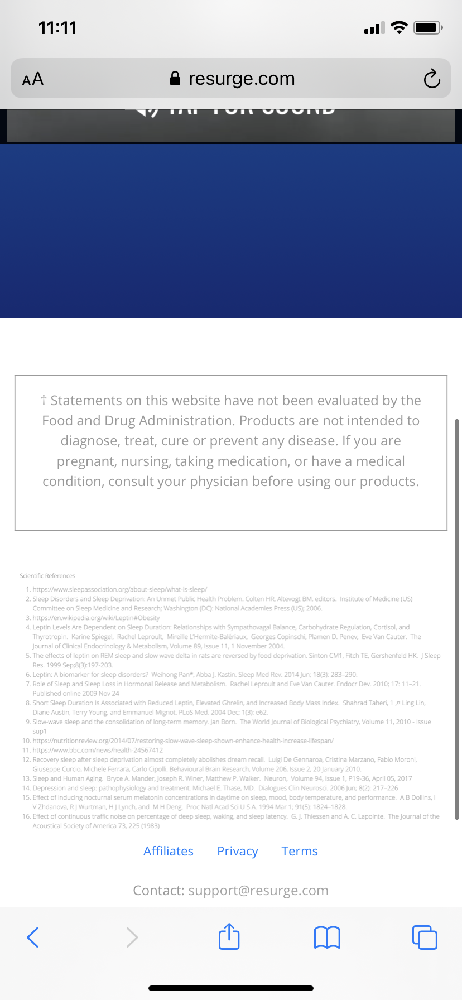 11:11
AA resurge.com
TAP FOR SOUND
† Statements on this website have not been evaluated by the
Food and Drug Administration. Products are not intended to
diagnose, treat, cure or prevent any disease. If you are
pregnant, nursing, taking medication, or have a medical
condition, consult your physician before using our products.
Scientific References
1. https://www.sleepassociation.org/about-sleep/what-is-sleep/
2. Sleep Disorders and Sleep Deprivation: An Unmet Public Health Problem. Colten HR, Altevogt BM, editors. Institute of Medicine (US)
Committee on Sleep Medicine and Research; Washington (DC): National Academies Press (US); 2006.
3. https://en.wikipedia.org/wiki/Leptin#Obesity
4. Leptin Levels Are Dependent on Sleep Duration: Relationships with Sympathovagal Balance, Carbohydrate Regulation, Cortisol, and
Thyrotropin. Karine Spiegel, Rachel Leproult, Mireille L'Hermite-Balériaux, Georges Copinschi, Plamen D. Penev, Eve Van Cauter. The
Journal of Clinical Endocrinology & Metabolism, Volume 89, Issue 11, 1 November 2004.
5. The effects of leptin on REM sleep and slow wave delta in rats are reversed by food deprivation. Sinton CM1, Fitch TE, Gershenfeld HK. J Sleep
Res. 1999 Sep;8(3):197-203.
6. Leptin: A biomarker for sleep disorders? Weihong Pan*, Abba J. Kastin. Sleep Med Rev. 2014 Jun; 18(3): 283–290.
7. Role of Sleep and Sleep Loss in Hormonal Release and Metabolism. Rachel Leproult and Eve Van Cauter. Endocr Dev. 2010; 17: 11–21.
Published online 2009 Nov 24
8. Short Sleep Duration Is Associated with Reduced Leptin, Elevated Ghrelin, and Increased Body Mass Index. Shahrad Taheri, 1 ,¤ Ling Lin,
Diane Austin, Terry Young, and Emmanuel Mignot. PLoS Med. 2004 Dec; 1(3): e62.
9. Slow-wave sleep and the consolidation of long-term memory. Jan Born. The World Journal of Biological Psychiatry, Volume 11, 2010 - Issue
sup1
10. https://nutritionreview.org/2014/07/restoring-slow-wave-sleep-shown-enhance-health-increase-lifespan/
11. https://www.bbc.com/news/health-24567412
12. Recovery sleep after sleep deprivation almost completely abolishes dream recall. Luigi De Gennaroa, Cristina Marzano, Fabio Moroni,
Giuseppe Curcio, Michele Ferrara, Carlo Cipolli. Behavioural Brain Research, Volume 206, Issue 2, 20 January 2010.
13. Sleep and Human Aging. Bryce A. Mander, Joseph R. Winer, Matthew P. Walker. Neuron, Volume 94, Issue 1, P19-36, April 05, 2017
14. Depression and sleep: pathophysiology and treatment. Michael E. Thase, MD. Dialogues Clin Neurosci. 2006 Jun; 8(2): 217–226
15. Effect of inducing nocturnal serum melatonin concentrations in daytime on sleep, mood, body temperature, and performance. A B Dollins, I
V Zhdanova, R J Wurtman, H J Lynch, and M H Deng. Proc Natl Acad Sci U S A. 1994 Mar 1; 91(5): 1824–1828.
16. Effect of continuous traffic noise on percentage of deep sleep, waking, and sleep latency. G. J. Thiessen and A. C. Lapointe. The Journal of the
Acoustical Society of America 73, 225 (1983)
Affiliates Privacy Terms
Contact: support@resurge.com